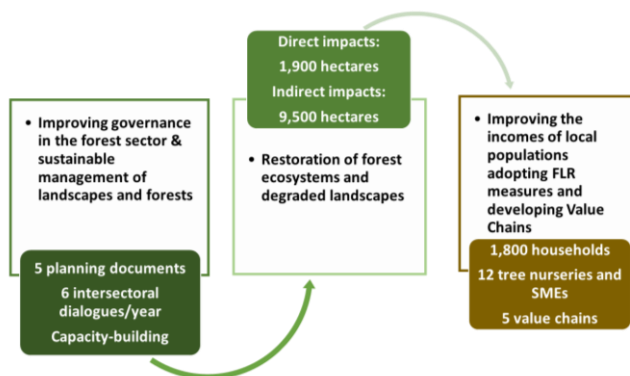 • Improving governance
in the forest sector &
sustainable
management of
landscapes and forests
5 planning documents
6 intersectoral
dialogues/year
Capacity-building
Direct impacts:
1,900 hectares
Indirect impacts:
9,500 hectares
• Restoration of forest
ecosystems and
degraded landscapes
• Improving the
incomes of local
populations
adopting FLR
measures and
developing Value
Chains
1,800 households
12 tree nurseries and
SMEs
5 value chains